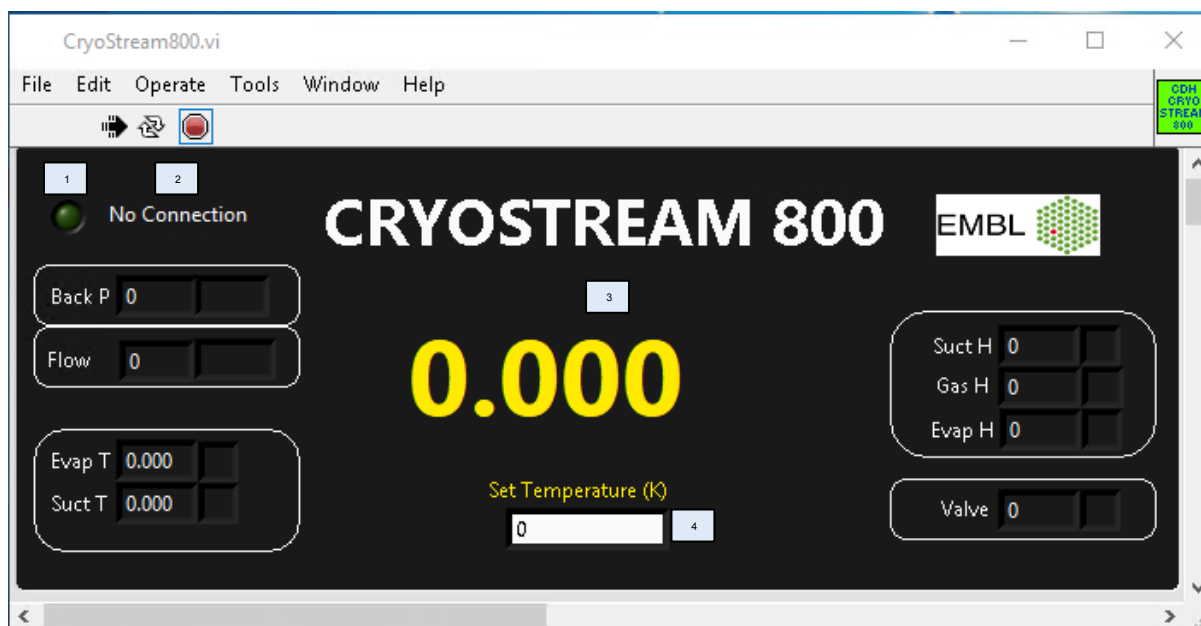 CryoStream800.vi
File Edit Operate Tools Window Help
CDH
CRYO
STREAM
800
1
2
No Connection
CRYOSTREAM 800
EMBL
Back P 0
3
Flow 0
0.000
Suct H 0
Gas H 0
Evap H 0
Evap T 0.000
Suct T 0.000
Set Temperature (K)
0
4
Valve 0